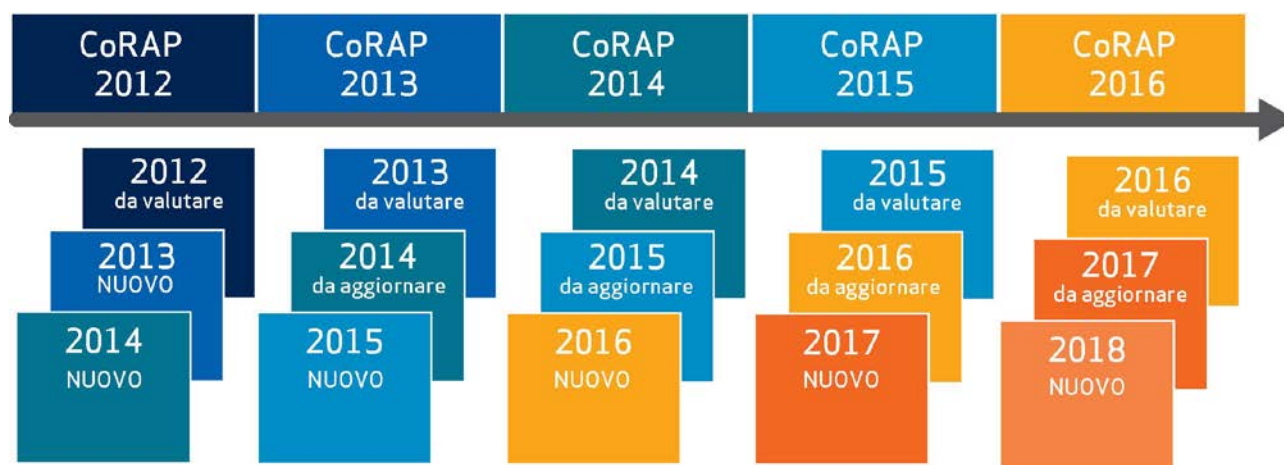 CoRAP
2012
CoRAP
2013
CoRAP
2014
CoRAP
2015
CoRAP
2016
2012
da valutare
2013
NUOVO
2014
NUOVO
2013
da valutare
2014
da aggiornare
2015
NUOVO
2014
da valutare
2015
da aggiornare
2016
NUOVO
2015
da valutare
2016
da aggiornare
2017
NUOVO
2016
da valutare
2017
da aggiornare
2018
NUOVO